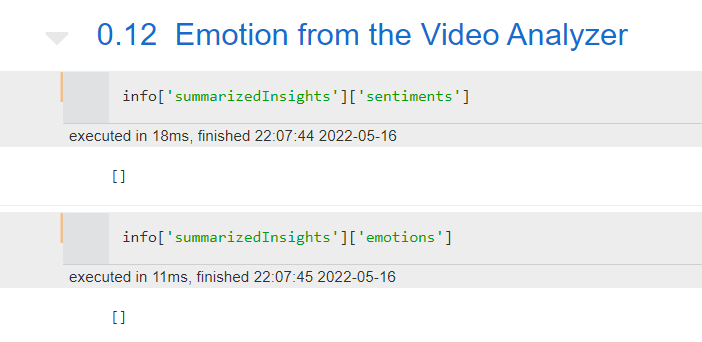 0.12 Emotion from the Video Analyzer
info['summarizedInsights']['sentiments']
executed in 18ms, finished 22:07:44 2022-05-16
[]
info['summarizedInsights']['emotions']
executed in 11ms, finished 22:07:45 2022-05-16
[]